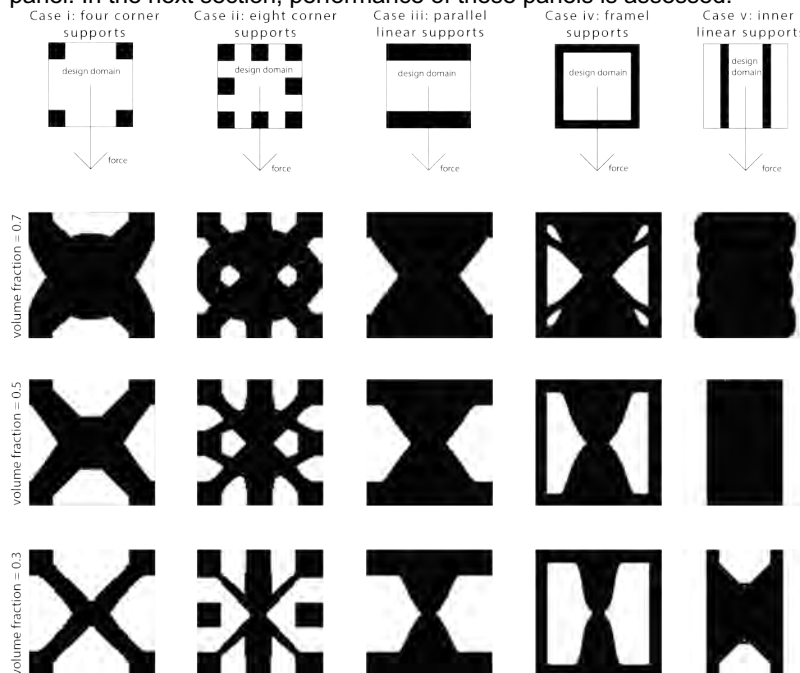 panel. In the next section, performance of these panels is assessed.
Case i: four corner
supports
Case ii: eight corner
supports
Case iii: parallel
linear supports
Case iv: framel
supports
Case v: inner
linear supports
design domain
design domain
design domain
design domain
design
domain
force
force
force
force
force
volume fraction = 0.7
volume fraction = 0.5
volume fraction = 0.3